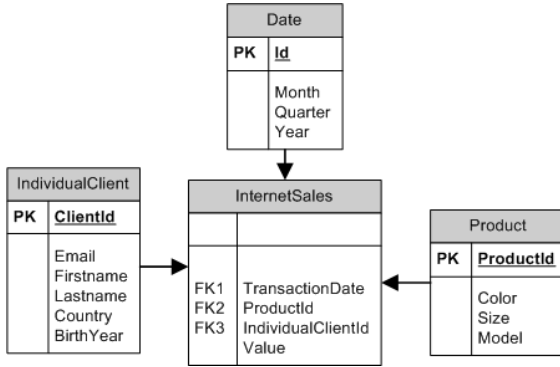 Date
PK Id
Month
Quarter
Year
IndividualClient
PK ClientId
Email
Firstname
Lastname
Country
BirthYear
InternetSales
FK1 TransactionDate
FK2 ProductId
FK3 IndividualClientId
Value
Product
PK ProductId
Color
Size
Model